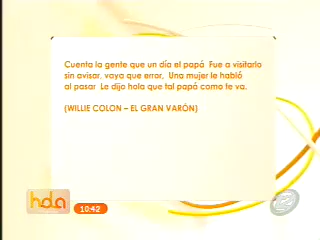 Cuenta la gente que un día el papá Fue a visitarlo
sin avisar, vaya que error, Una mujer le habló
al pasar Le dijo hola que tal papá como te va.
(WILLIE COLON – EL GRAN VARÓN)
hda
10:42
12